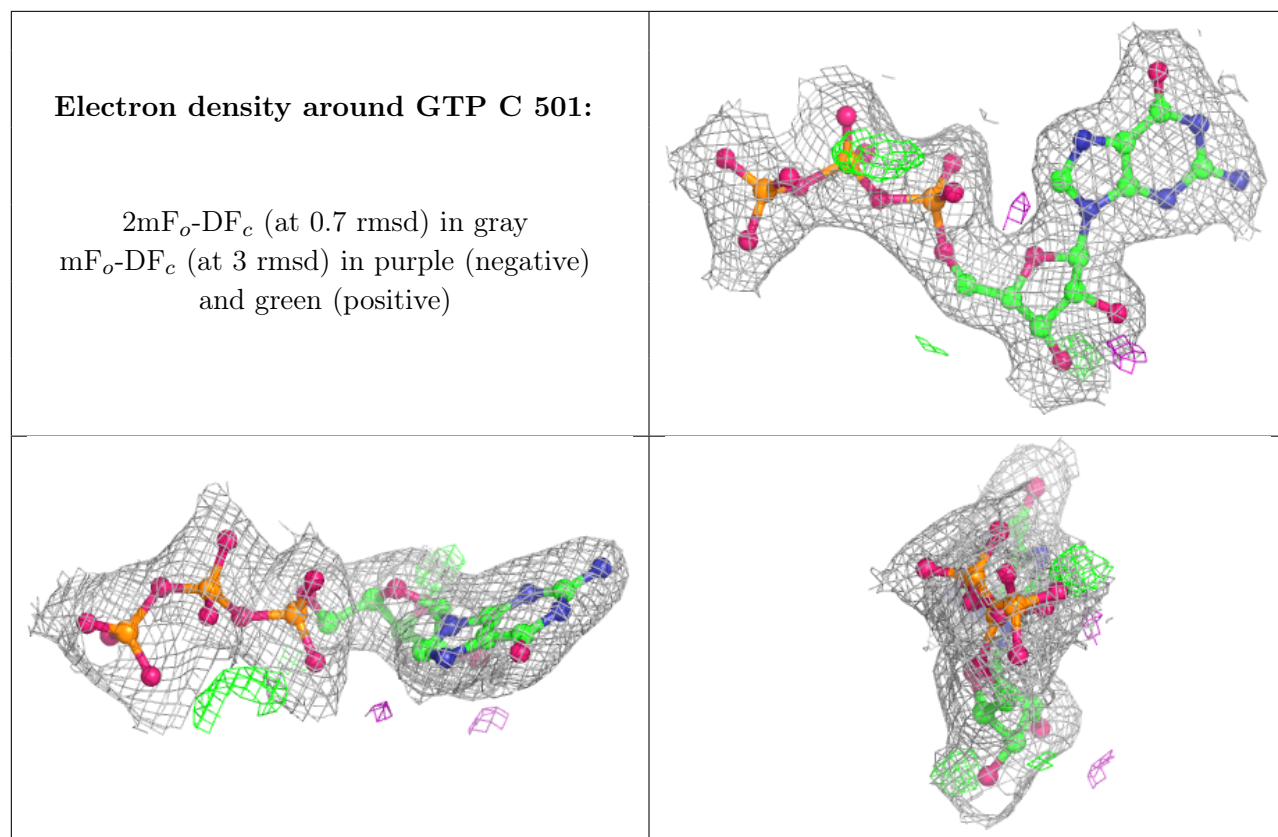 Electron density around GTP C 501:
2mFₒ-DF𝒸 (at 0.7 rmsd) in gray
mFₒ-DF𝒸 (at 3 rmsd) in purple (negative)
and green (positive)